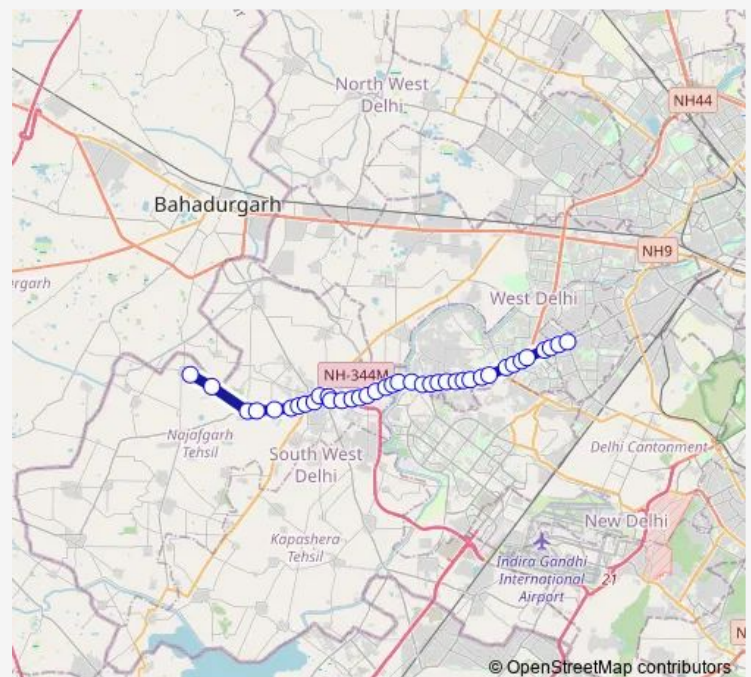 North West
Delhi
NH44
Bahadurgarh
NH9
West Delhi
NH-344M
Najafgarh
Tehsil
South West
Delhi
Delhi Cantonment
New Delhi
Kapashera
Tehsil
Indira Gandhi
International
Airport
21
© OpenStreetMap contributors